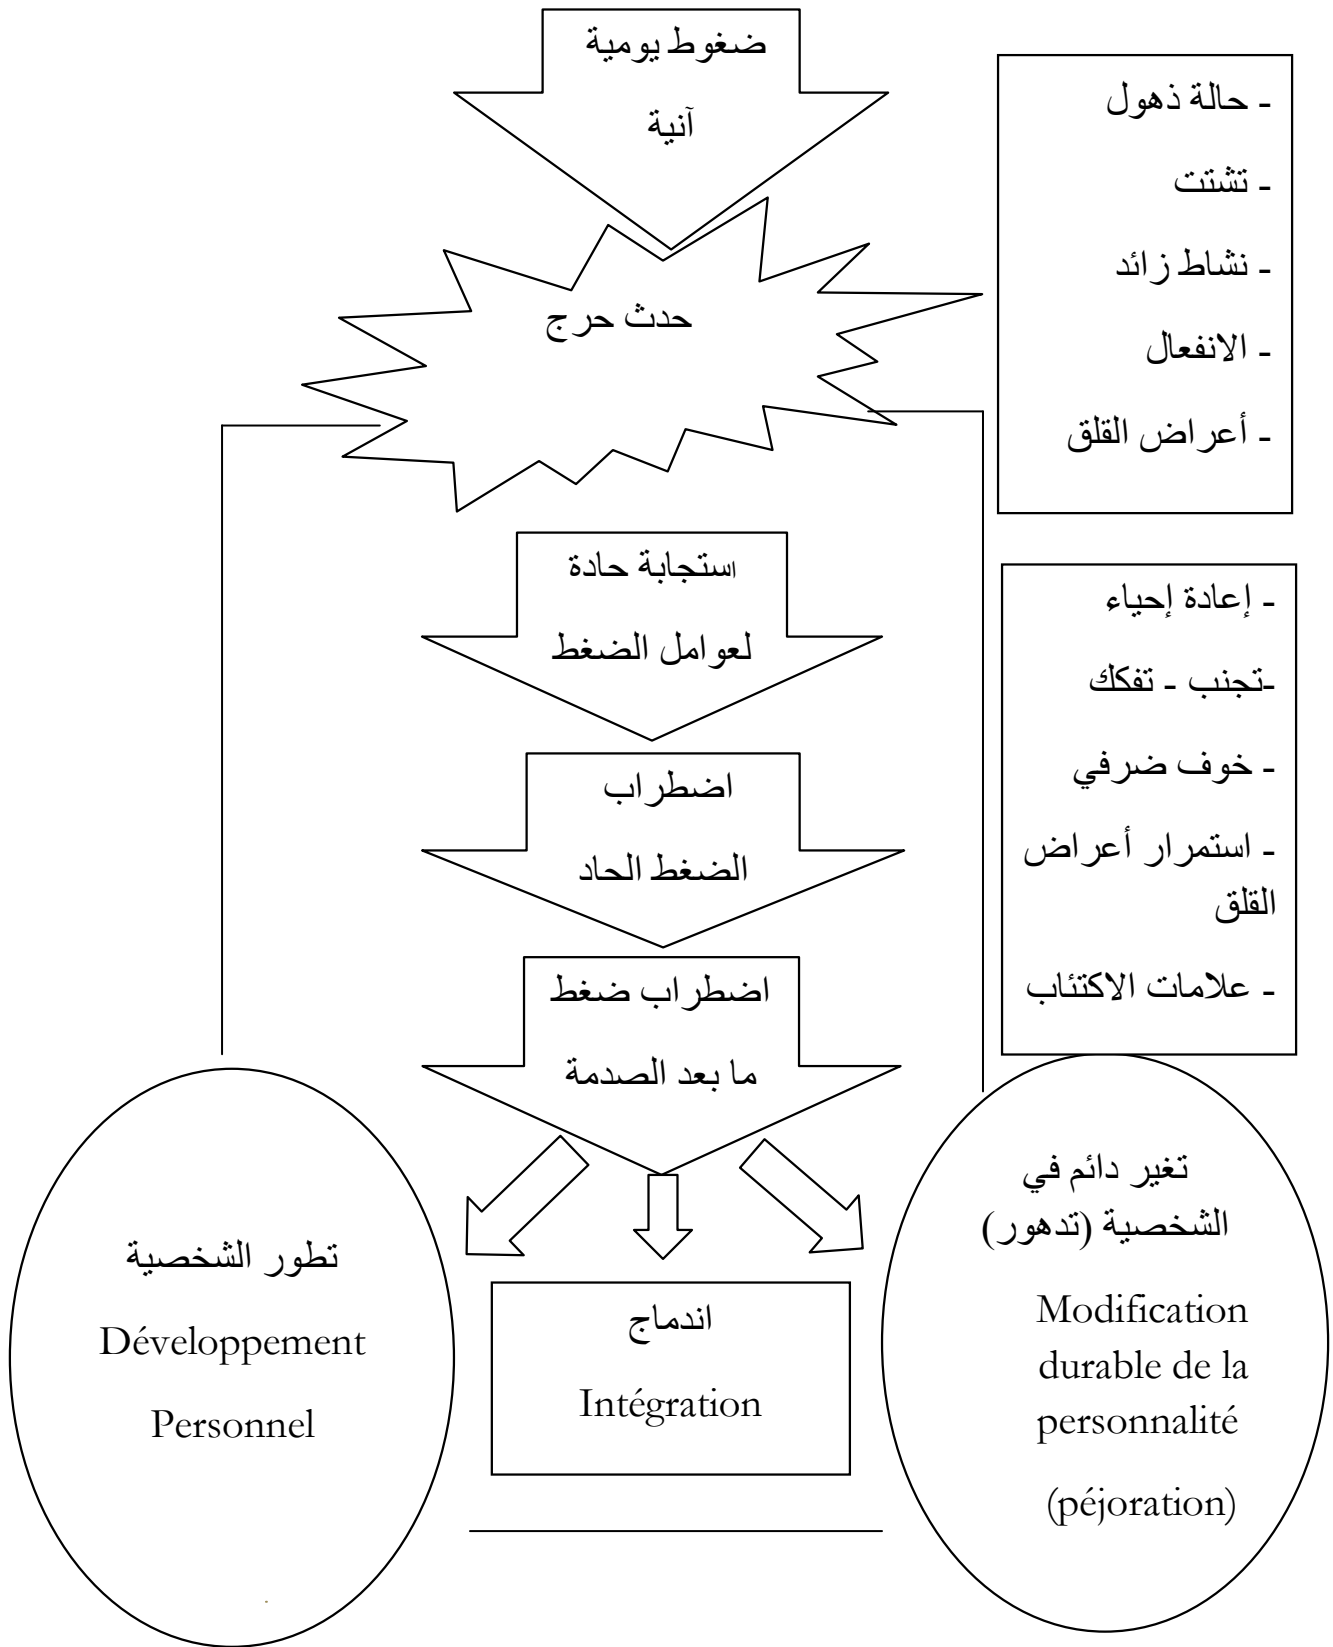 ضغوط يومية
آنية
حدث حرج
- حالة ذهول
- تشتت
- نشاط زائد
- الانفعال
- أعراض القلق
استجابة حادة
لعوامل الضغط
- إعادة إحياء
-تجنب - تفكك
- خوف ضرفي
- استمرار أعراض
القلق
- علامات الاكتئاب
اضطراب
الضغط الحاد
اضطراب ضغط
ما بعد الصدمة
تغير دائم في
الشخصية (تدهور)
Modification
durable de la
personnalité
(péjoration)
اندماج
Intégration
تطور الشخصية
Développement
Personnel